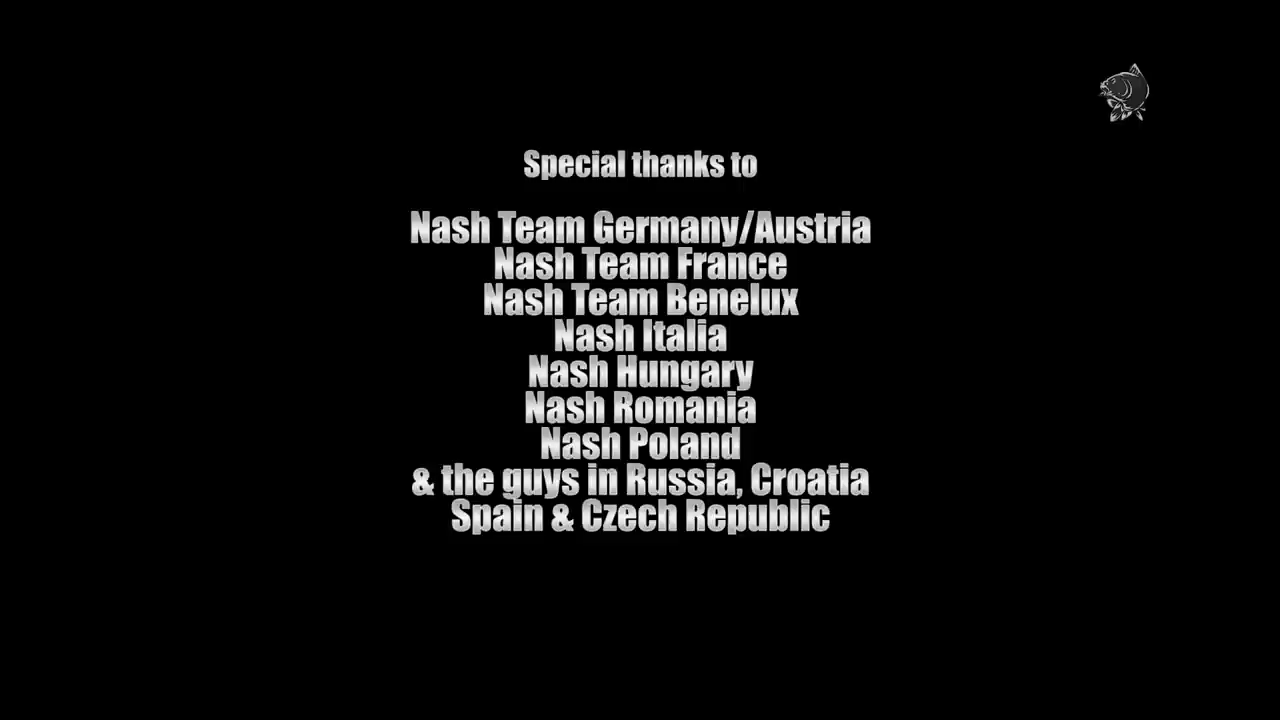 Special thanks to
Nash Team Germany/Austria
Nash Team France
Nash Team Benelux
Nash Italia
Nash Hungary
Nash Romania
Nash Poland
& the guys in Russia, Croatia
Spain & Czech Republic